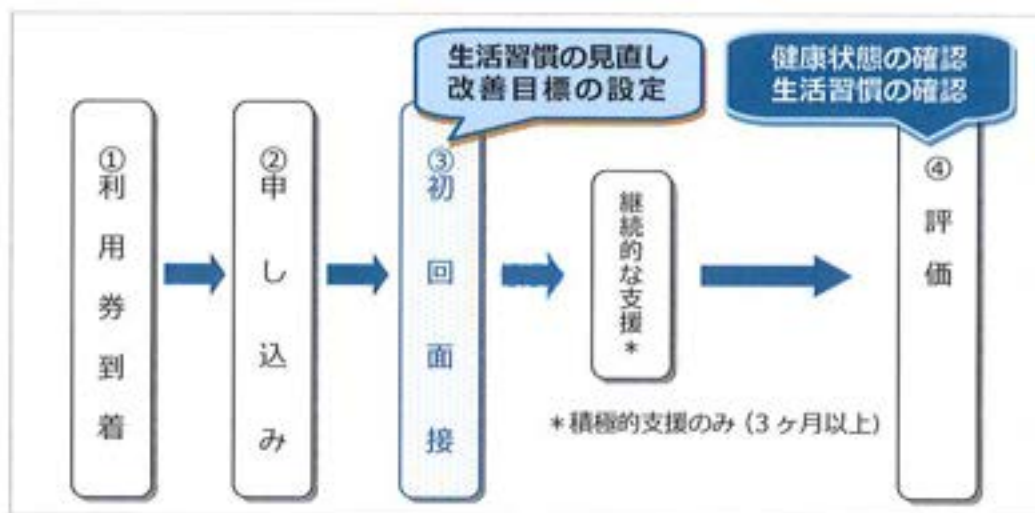 生活習慣の見直し
改善目標の設定
健康状態の確認
生活習慣の確認
①利用券到着
②申し込み
③初回面接
継続的な支援*
④評価
*積極的支援のみ(3ヶ月以上)